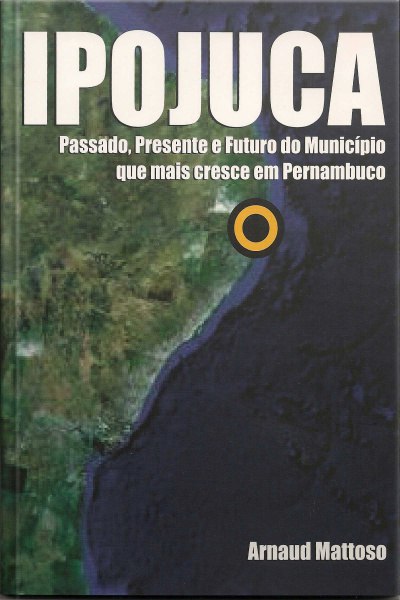 IPOJUCA
Passado, Presente e Futuro do Município
que mais cresce em Pernambuco
Arnaud Mattoso